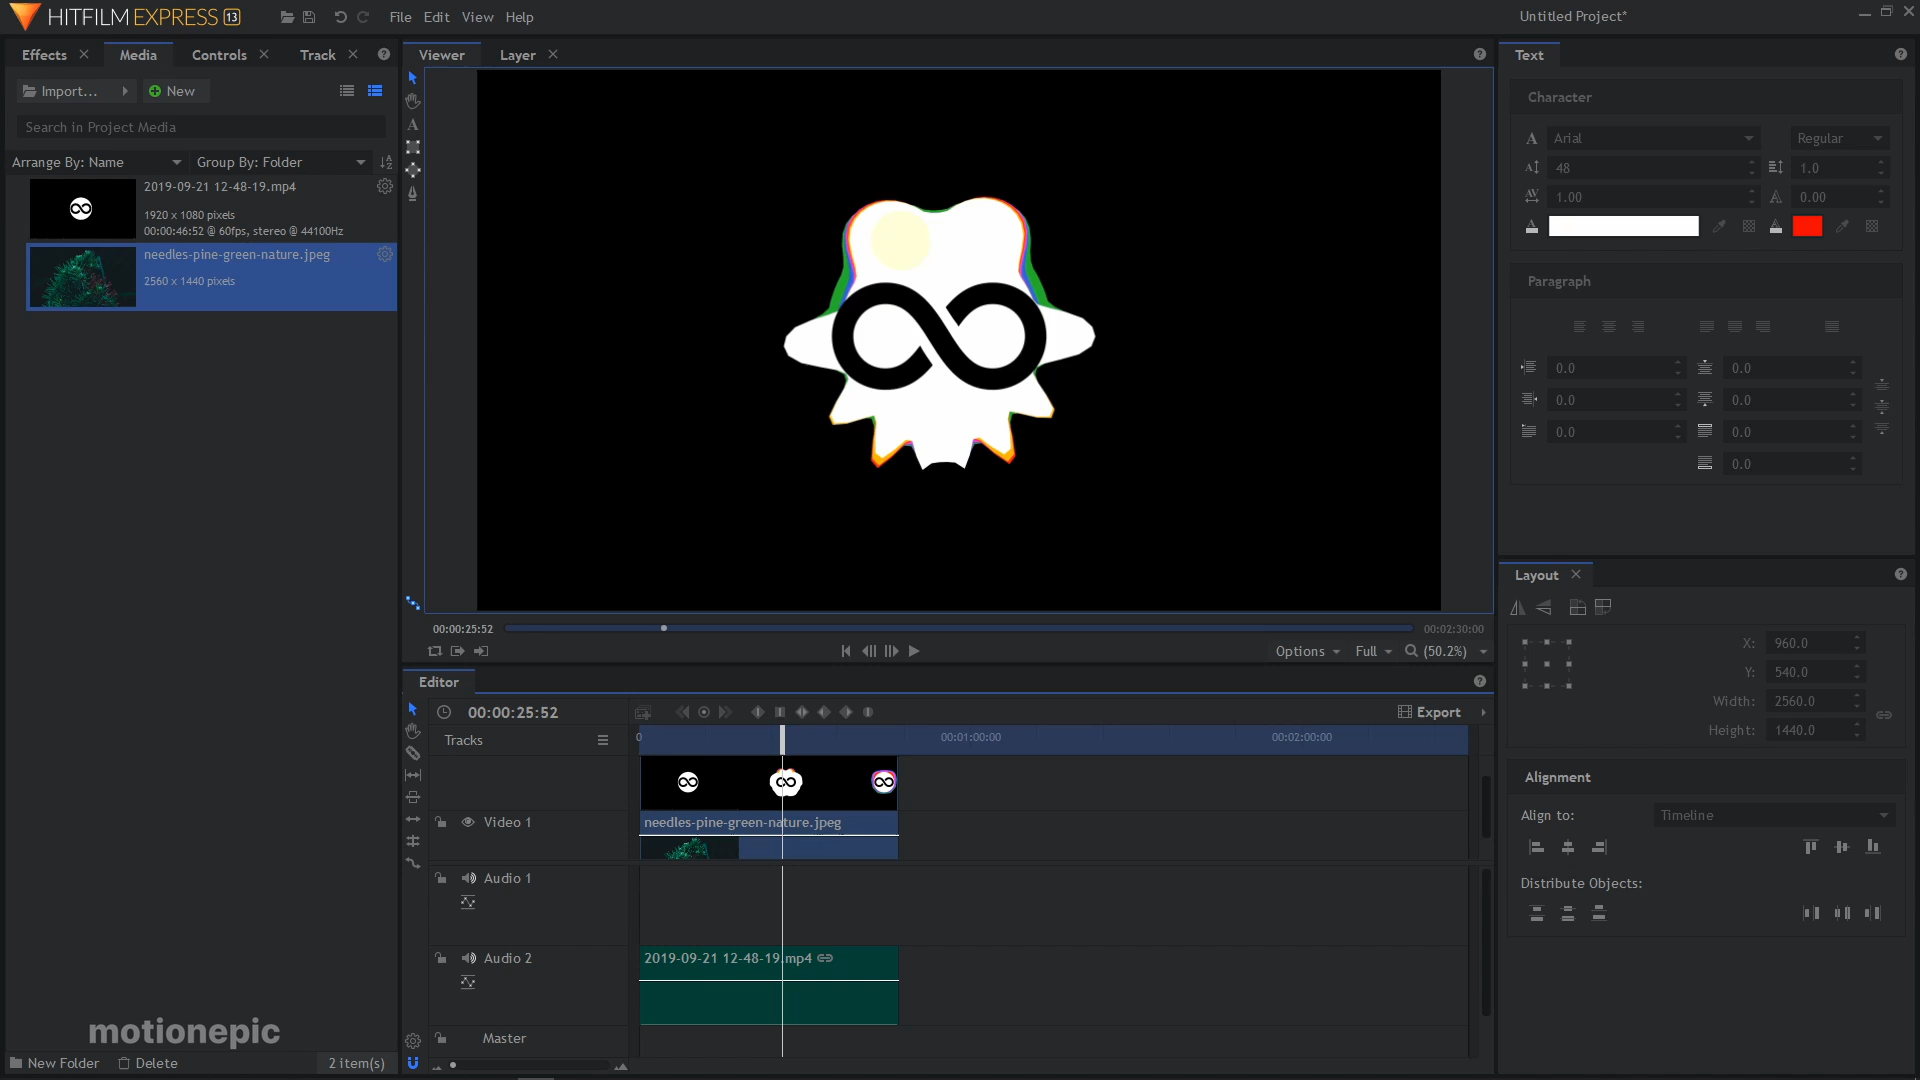 HITFILM EXPRESS 13
File Edit View Help
Untitled Project*
Effects
Media
Controls
Track
Import...
New
Search in Project Media
Arrange By: Name
Group By: Folder
2019-09-21 12-48-19.mp4
1920 x 1080 pixels
00:00:46:52 @ 60fps, stereo @ 44100Hz
needles-pine-green-nature.jpeg
2560 x 1440 pixels
motionepic
New Folder
Delete
2 item(s)
Viewer
Layer
00:00:25:52
00:02:30:00
Options
Full
(50.2%)
Editor
00:00:25:52
Export
Tracks
0
00:01:00:00
00:02:00:00
Video 1
needles-pine-green-nature.jpeg
Audio 1
Audio 2
2019-09-21 12-48-19.mp4
Master
Text
Character
Arial
Regular
48
1.0
1.00
0.00
Paragraph
0.0
0.0
0.0
0.0
0.0
0.0
0.0
Layout
X: 960.0
Y: 540.0
Width: 2560.0
Height: 1440.0
Alignment
Align to:
Timeline
Distribute Objects: